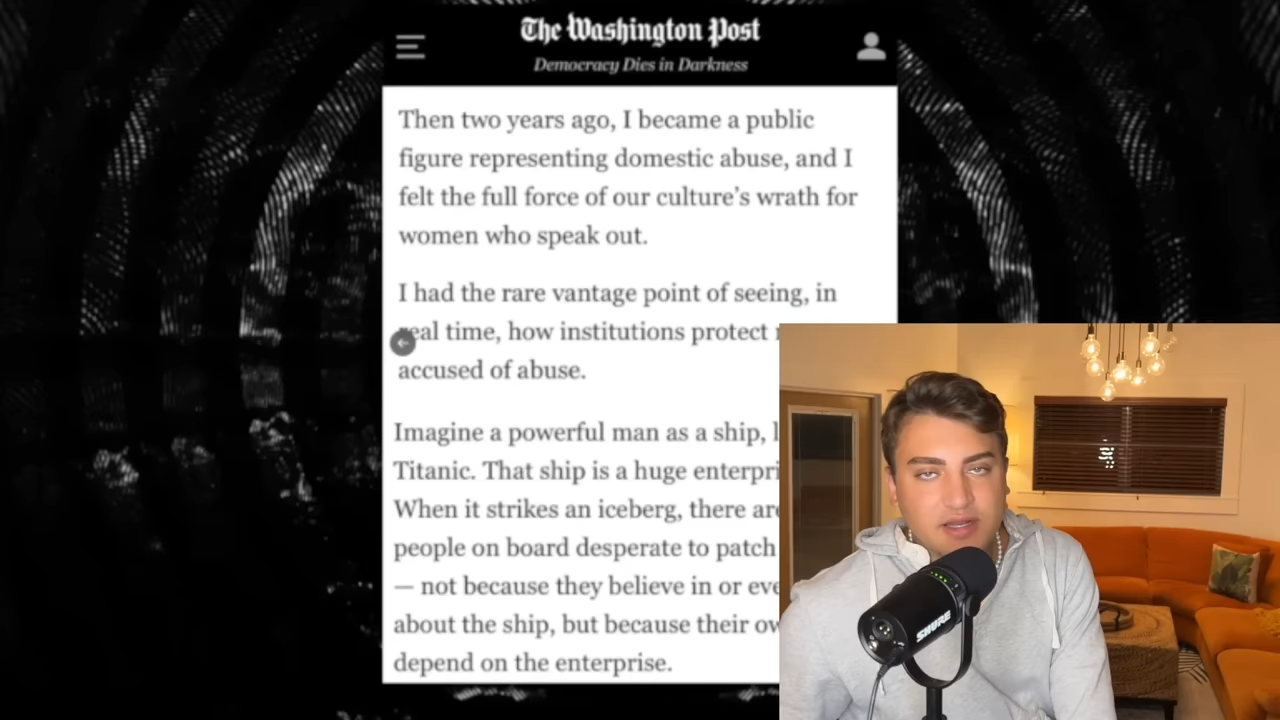 The Washington Post
Democracy Dies in Darkness
Then two years ago, I became a public
figure representing domestic abuse, and I
felt the full force of our culture’s wrath for
women who speak out.
I had the rare vantage point of seeing, in
real time, how institutions protect
accused of abuse.
Imagine a powerful man as a ship,
Titanic. That ship is a huge
When it strikes an iceberg, there
people on board desperate to patch
— not because they believe in or
about the ship, but because their
depend on the enterprise.
SHURE